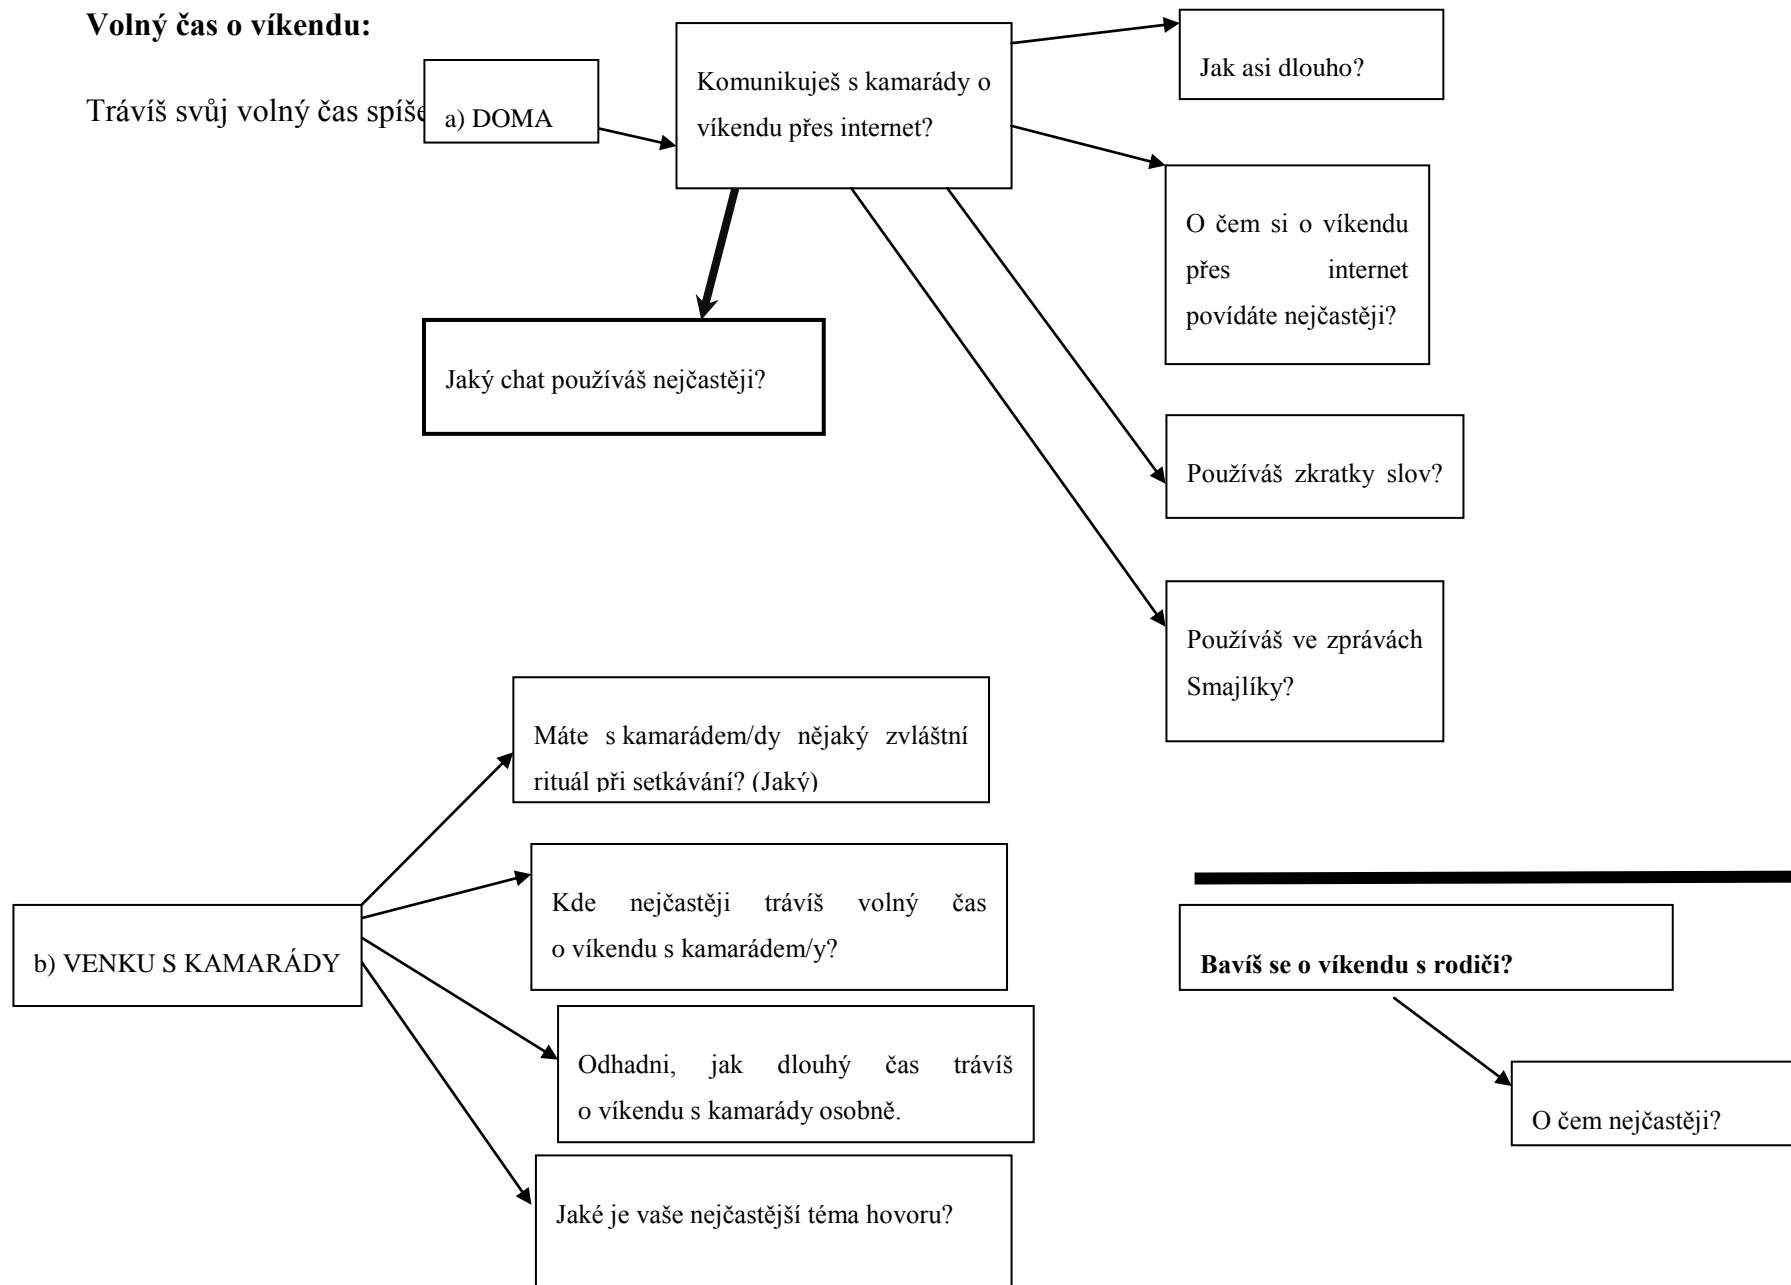 Volný čas o víkendu:
Trávíš svůj volný čas spíše
a) DOMA
Komunikuješ s kamarády o
víkendu přes internet?
Jak asi dlouho?
O čem si o víkendu
přes internet
povídáte nejčastěji?
Jaký chat používáš nejčastěji?
Používáš zkratky slov?
Používáš ve zprávách
Smajlíky?
Máte s kamarádem/dy nějaký zvláštní
rituál při setkávání? (Jaký)
Kde nejčastěji trávíš volný čas
o víkendu s kamarádem/y?
b) VENKU S KAMARÁDY
Odhadni, jak dlouhý čas trávíš
o víkendu s kamarády osobně.
Jaké je vaše nejčastější téma hovoru?
Bavíš se o víkendu s rodiči?
O čem nejčastěji?